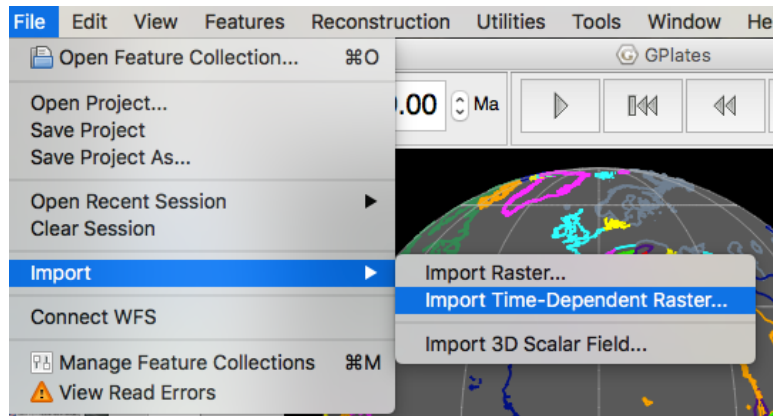 File Edit View Features Reconstruction Utilities Tools Window
Open Feature Collection... ⌘O
GPlates
.00 Ma
Open Project...
Save Project
Save Project As...
Open Recent Session
Clear Session
Import
Import Raster...
Import Time-Dependent Raster...
Import 3D Scalar Field...
Connect WFS
Manage Feature Collections ⌘M
View Read Errors